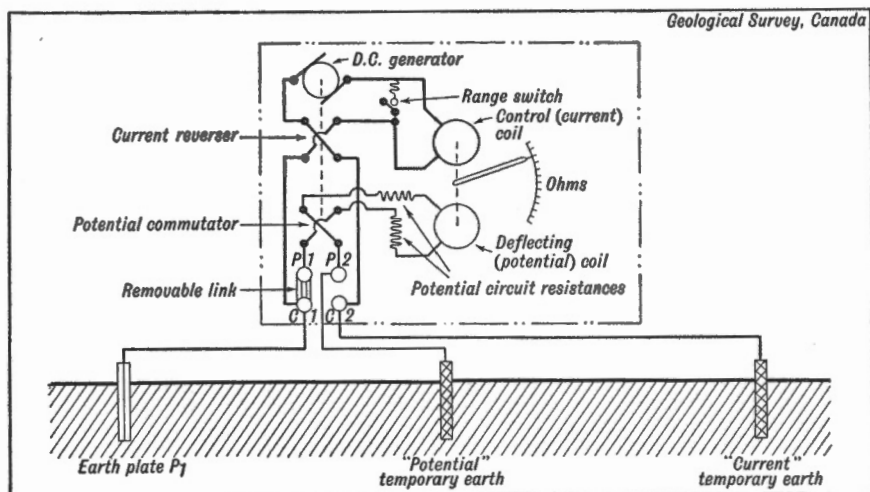 Geological Survey, Canada
D.C. generator
Range switch
Control (current)
coil
Current reverser
Ohms
Potential commutator
Deflecting
(potential) coil
P 1 P 2
Removable link
Potential circuit resistances
C 1 C 2
Earth plate P1
"Potential"
temporary earth
"Current"
temporary earth